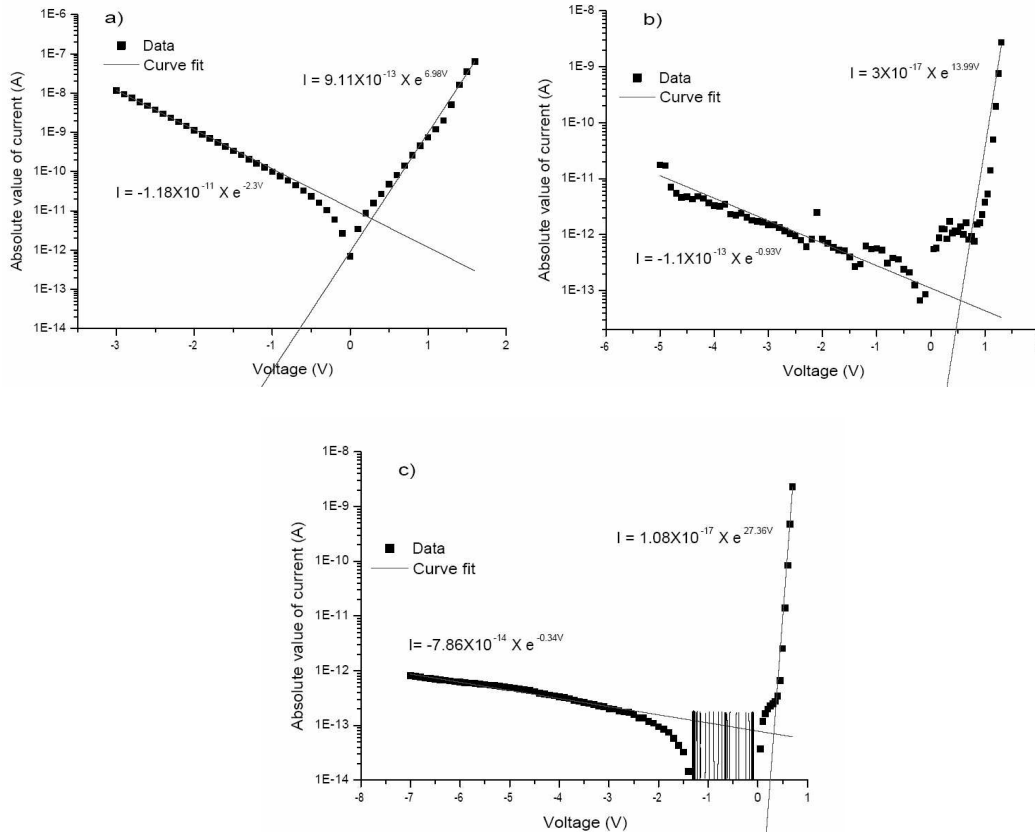 a)
Data
Curve fit
I = 9.11X10^-13 X e^6.98V
I = -1.18X10^-11 X e^-2.3V
Absolute value of current (A)
1E-6
1E-7
1E-8
1E-9
1E-10
1E-11
1E-12
1E-13
1E-14
-3
-2
-1
0
1
2
Voltage (V)
b)
Data
Curve fit
I = 3X10^-17 X e^13.99V
I = -1.1X10^-13 X e^-0.93V
Absolute value of current (A)
1E-8
1E-9
1E-10
1E-11
1E-12
1E-13
-6
-5
-4
-3
-2
-1
0
1
2
Voltage (V)
c)
Data
Curve fit
I = 1.08X10^-17 X e^27.36V
I= -7.86X10^-14 X e^-0.34V
Absolute value of current (A)
1E-8
1E-9
1E-10
1E-11
1E-12
1E-13
1E-14
-8
-7
-6
-5
-4
-3
-2
-1
0
1
Voltage (V)